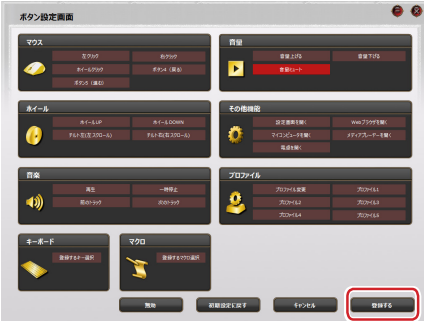 ボタン設定画面
マウス
左クリック 右クリック
ホイールクリック ボタン4（戻る）
ボタン5（進む）
音量
音量上げる 音量下げる
音量ミュート
ホイール
ホイールUP ホイールDOWN
チルト左(左スクロール) チルト右(右スクロール)
その他機能
設定画面を開く Webブラウザを開く
マイコンピュータを開く メディアプレーヤーを開く
電卓を開く
音楽
再生 一時停止
前のトラック 次のトラック
プロファイル
プロファイル変更 プロファイル1
プロファイル2 プロファイル3
プロファイル4 プロファイル5
キーボード
登録するキー選択
マクロ
登録するマクロ選択
無効 初期設定に戻す キャンセル 登録する